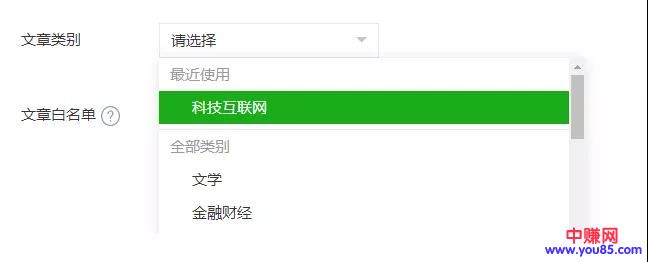 文章类别
请选择
最近使用
科技互联网
文章白名单 ?
全部类别
文学
金融财经
中赚网
www.you85.com